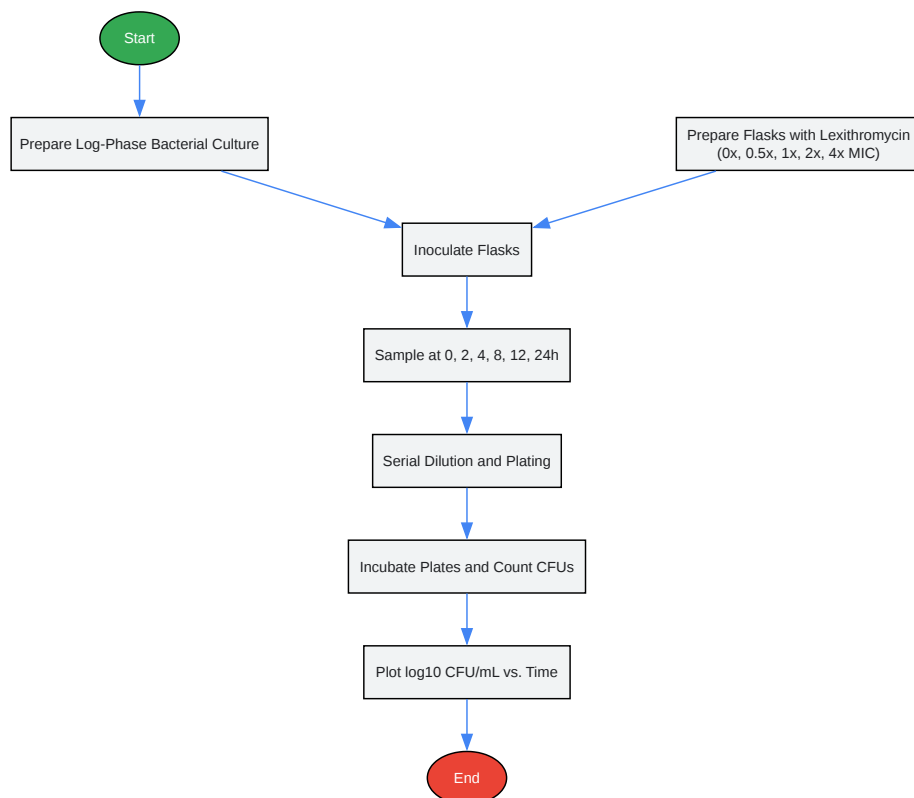 Start
Prepare Log-Phase Bacterial Culture
Prepare Flasks with Lexithromycin
(0x, 0.5x, 1x, 2x, 4x MIC)
Inoculate Flasks
Sample at 0, 2, 4, 8, 12, 24h
Serial Dilution and Plating
Incubate Plates and Count CFUs
Plot log10 CFU/mL vs. Time
End